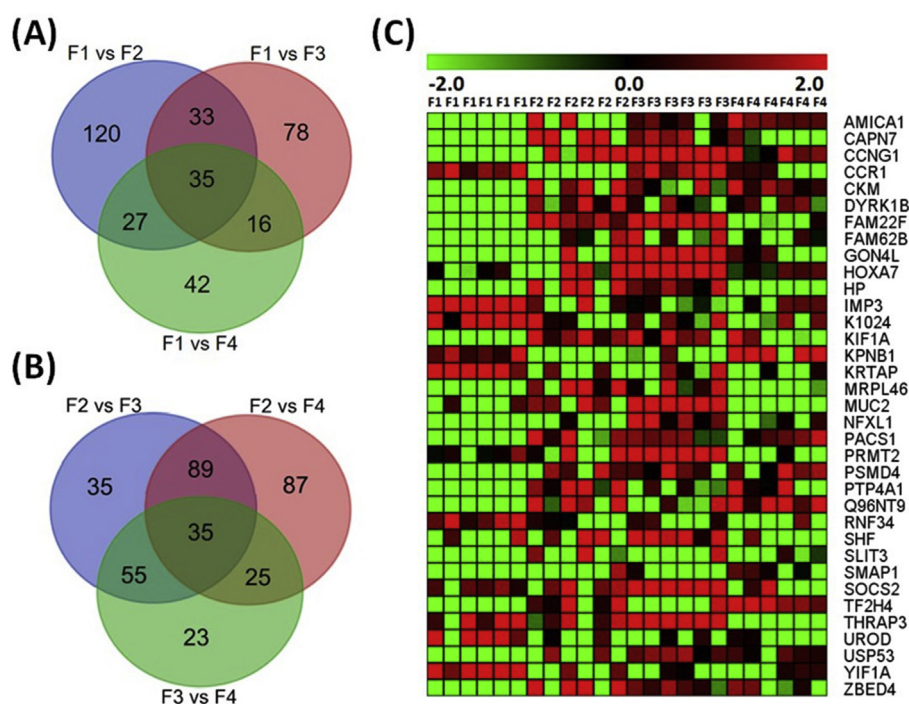 (A)
F1 vs F2
F1 vs F3
120
33
78
35
27
16
42
F1 vs F4
(B)
F2 vs F3
F2 vs F4
35
89
87
35
55
25
23
F3 vs F4
(C)
-2.0 0.0 2.0
F1 F1 F1 F1 F1 F1 F2 F2 F2 F2 F2 F2 F3 F3 F3 F3 F3 F3 F4 F4 F4 F4 F4 F4
AMICA1
CAPN7
CCNG1
CCR1
CKM
DYRK1B
FAM22F
FAM62B
GON4L
HOXA7
HP
IMP3
K1024
KIF1A
KPNB1
KRTAP
MRPL46
MUC2
NFXL1
PACS1
PRMT2
PSMD4
PTP4A1
Q96NT9
RNF34
SHF
SLIT3
SMAP1
SOCS2
TF2H4
THRAP3
UROD
USP53
YIF1A
ZBED4